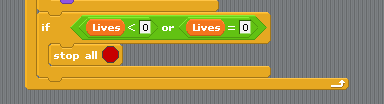 if Lives < 0 or Lives = 0
stop all